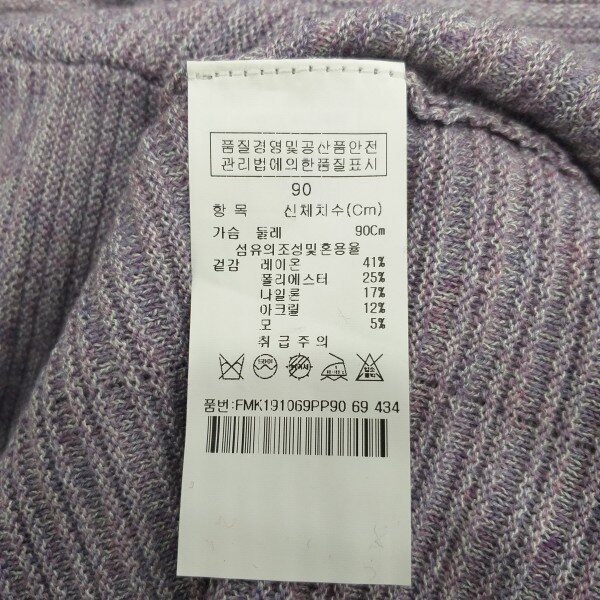 품질경영및공산품안전
관리법에의한품질표시
90
항 목 신체치수(Cm)
가슴 둘레 90Cm
섬유의조성및혼용율
겉감 레이온 41%
폴리에스터 25%
나일론 17%
아크릴 12%
모 5%
취급주의
드라이
품번:FMK191069PP90 69 434